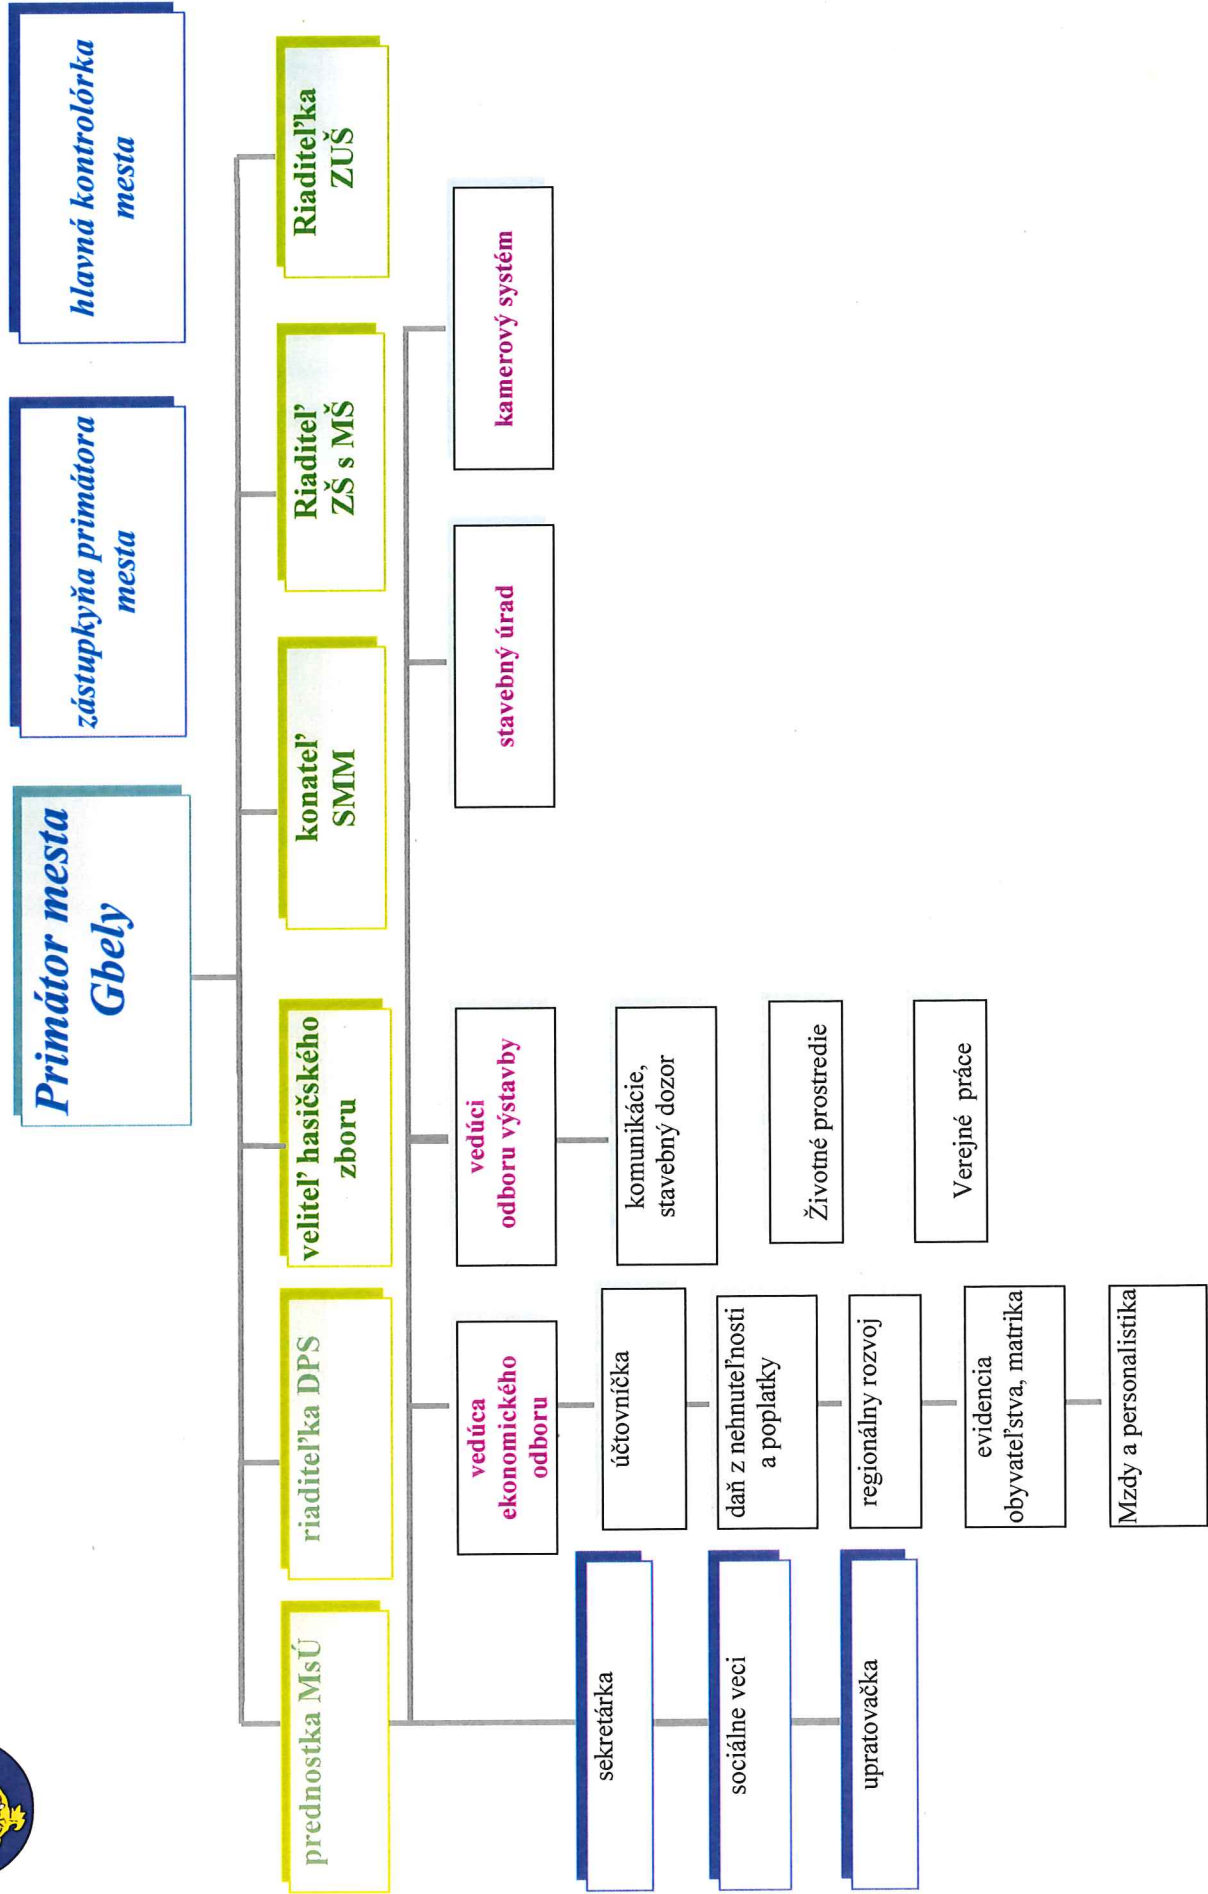 Primátor mesta
Gbely
zástupkyňa primátora
mesta
hlavná kontrolórka
mesta
prednostka MsÚ
riaditeľka DPS
veliteľ hasičského
zboru
konateľ
SMM
Riaditeľ
ZŠ s MŠ
Riaditeľka
ZUŠ
vedúca
ekonomického
odboru
vedúci
odboru výstavby
stavebný úrad
kamerový systém
sekretárka
sociálne veci
upratovačka
účtovníčka
daň z nehnuteľnosti
a poplatky
regionálny rozvoj
evidencia
obyvateľstva, matrika
Mzdy a personalistika
komunikácie,
stavebný dozor
Životné prostredie
Verejné práce